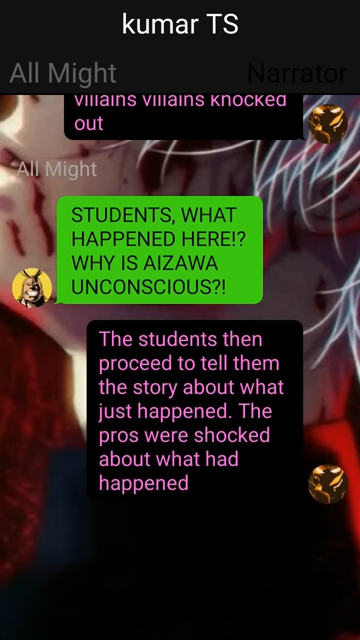 kumar TS
All Might
Narrator
villains villains knocked
out
All Might
STUDENTS, WHAT
HAPPENED HERE!?
WHY IS AIZAWA
UNCONSCIOUS?!
The students then
proceed to tell them
the story about what
just happened. The
pros were shocked
about what had
happened